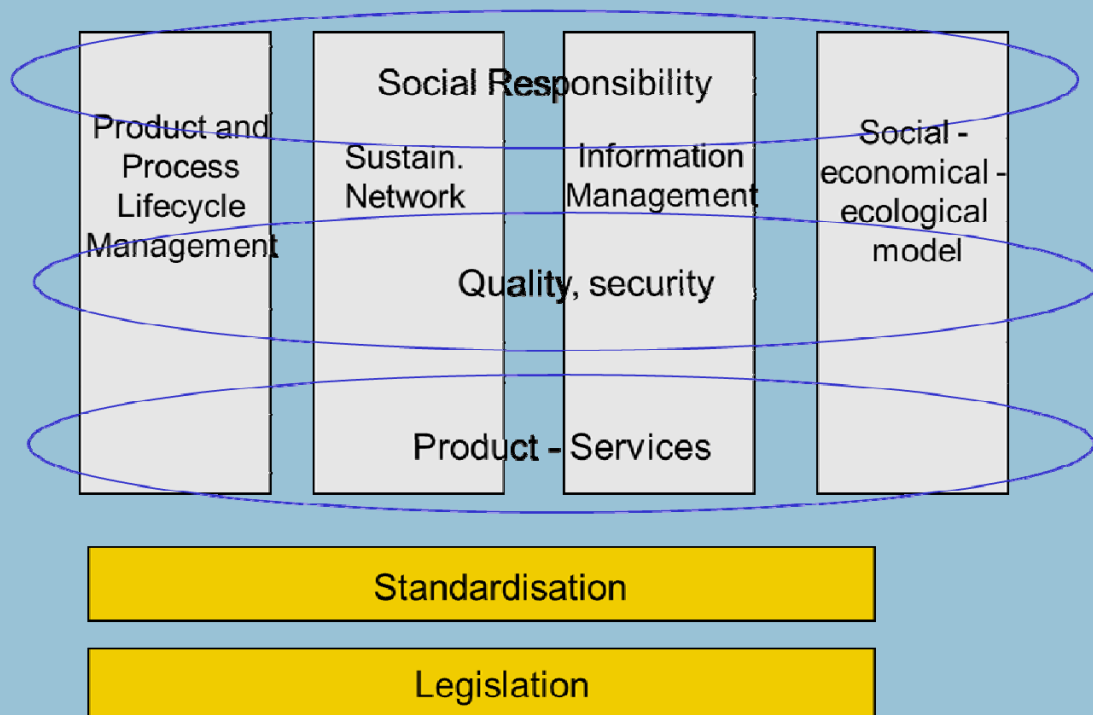 Social Responsibility
Product and
Process
Lifecycle
Management
Sustain.
Network
Information
Management
Social -
economical -
ecological
model
Quality, security
Product - Services
Standardisation
Legislation